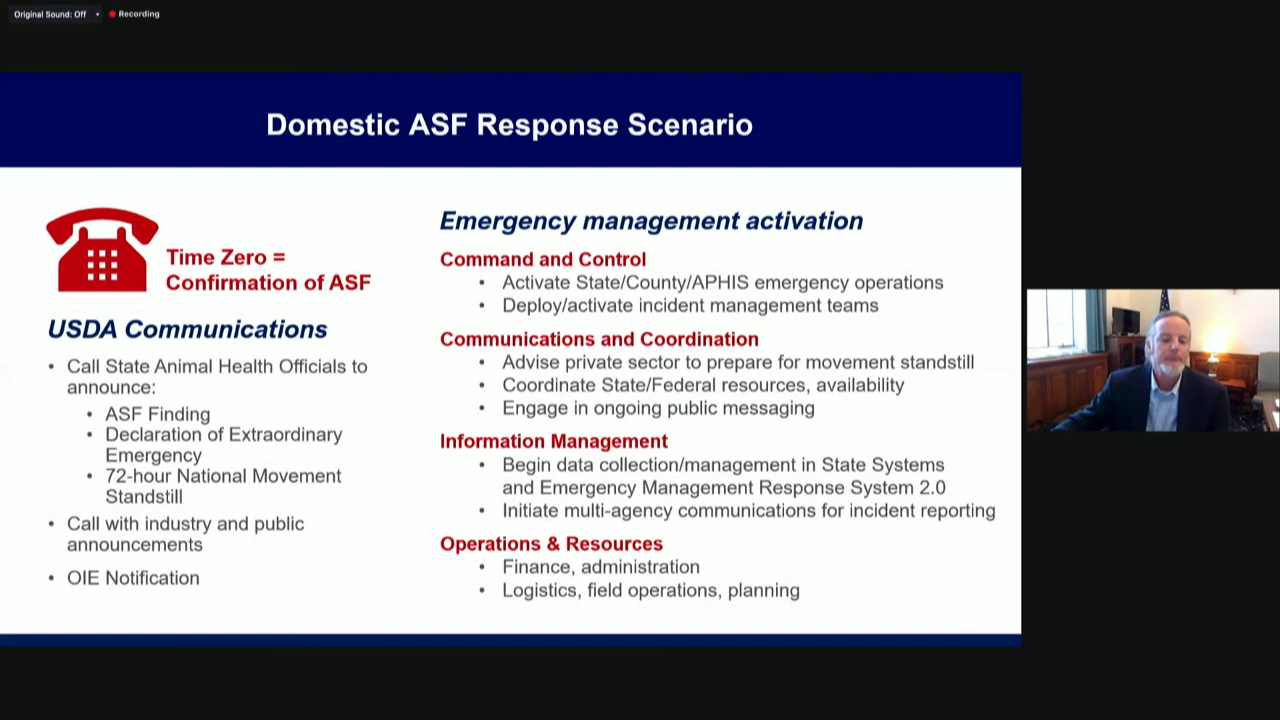 Original Sound: Off
Recording
Domestic ASF Response Scenario
Time Zero =
Confirmation of ASF
USDA Communications
• Call State Animal Health Officials to
announce:
• ASF Finding
• Declaration of Extraordinary
Emergency
• 72-hour National Movement
Standstill
• Call with industry and public
announcements
• OIE Notification
Emergency management activation
Command and Control
• Activate State/County/APHIS emergency operations
• Deploy/activate incident management teams
Communications and Coordination
• Advise private sector to prepare for movement standstill
• Coordinate State/Federal resources, availability
• Engage in ongoing public messaging
Information Management
• Begin data collection/management in State Systems
and Emergency Management Response System 2.0
• Initiate multi-agency communications for incident reporting
Operations & Resources
• Finance, administration
• Logistics, field operations, planning